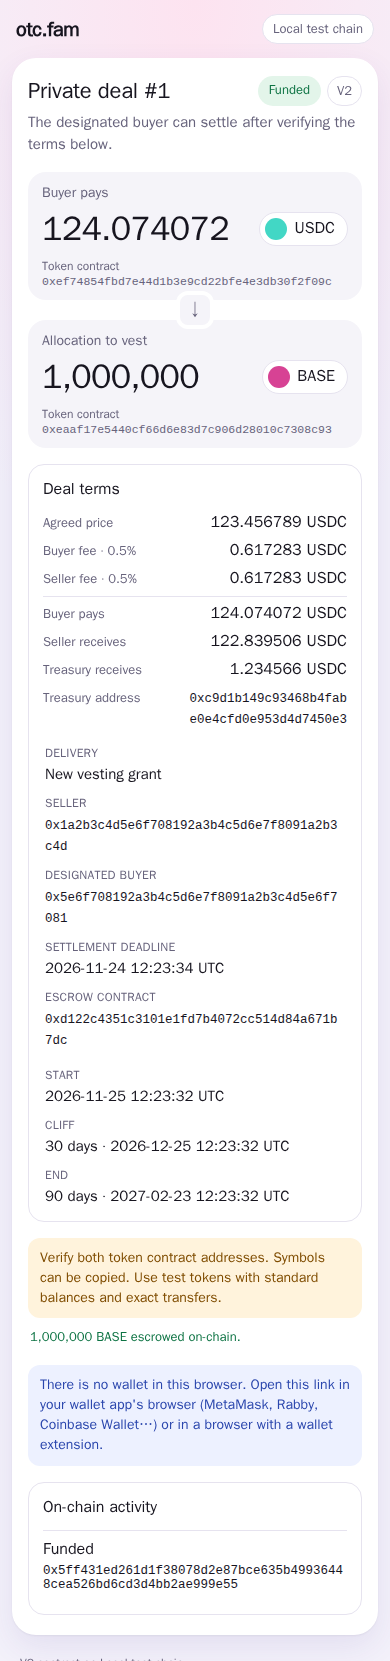 otc.fam
Local test chain
Private deal #1
Funded
V2
The designated buyer can settle after verifying the
terms below.
Buyer pays
124.074072
USDC
Token contract
0xef74854fbd7e44d1b3e9cd22bfe4e3db30f2f09c
↓
Allocation to vest
1,000,000
BASE
Token contract
0xeaaf17e5440cf66d6e83d7c906d28010c7308c93
Deal terms
Agreed price 123.456789 USDC
Buyer fee · 0.5% 0.617283 USDC
Seller fee · 0.5% 0.617283 USDC
Buyer pays 124.074072 USDC
Seller receives 122.839506 USDC
Treasury receives 1.234566 USDC
Treasury address 0xc9d1b149c93468b4fab
e0e4cfd0e953d4d7450e3
DELIVERY
New vesting grant
SELLER
0x1a2b3c4d5e6f708192a3b4c5d6e7f8091a2b3
c4d
DESIGNATED BUYER
0x5e6f708192a3b4c5d6e7f8091a2b3c4d5e6f7
081
SETTLEMENT DEADLINE
2026-11-24 12:23:34 UTC
ESCROW CONTRACT
0xd122c4351c3101e1fd7b4072cc514d84a671b
7dc
START
2026-11-25 12:23:32 UTC
CLIFF
30 days · 2026-12-25 12:23:32 UTC
END
90 days · 2027-02-23 12:23:32 UTC
Verify both token contract addresses. Symbols
can be copied. Use test tokens with standard
balances and exact transfers.
1,000,000 BASE escrowed on-chain.
There is no wallet in this browser. Open this link in
your wallet app's browser (MetaMask, Rabby,
Coinbase Wallet…) or in a browser with a wallet
extension.
On-chain activity
Funded
0x5ff431ed261d1f38078d2e87bce635b4993644
8cea526bd6cd3d4bb2ae999e55